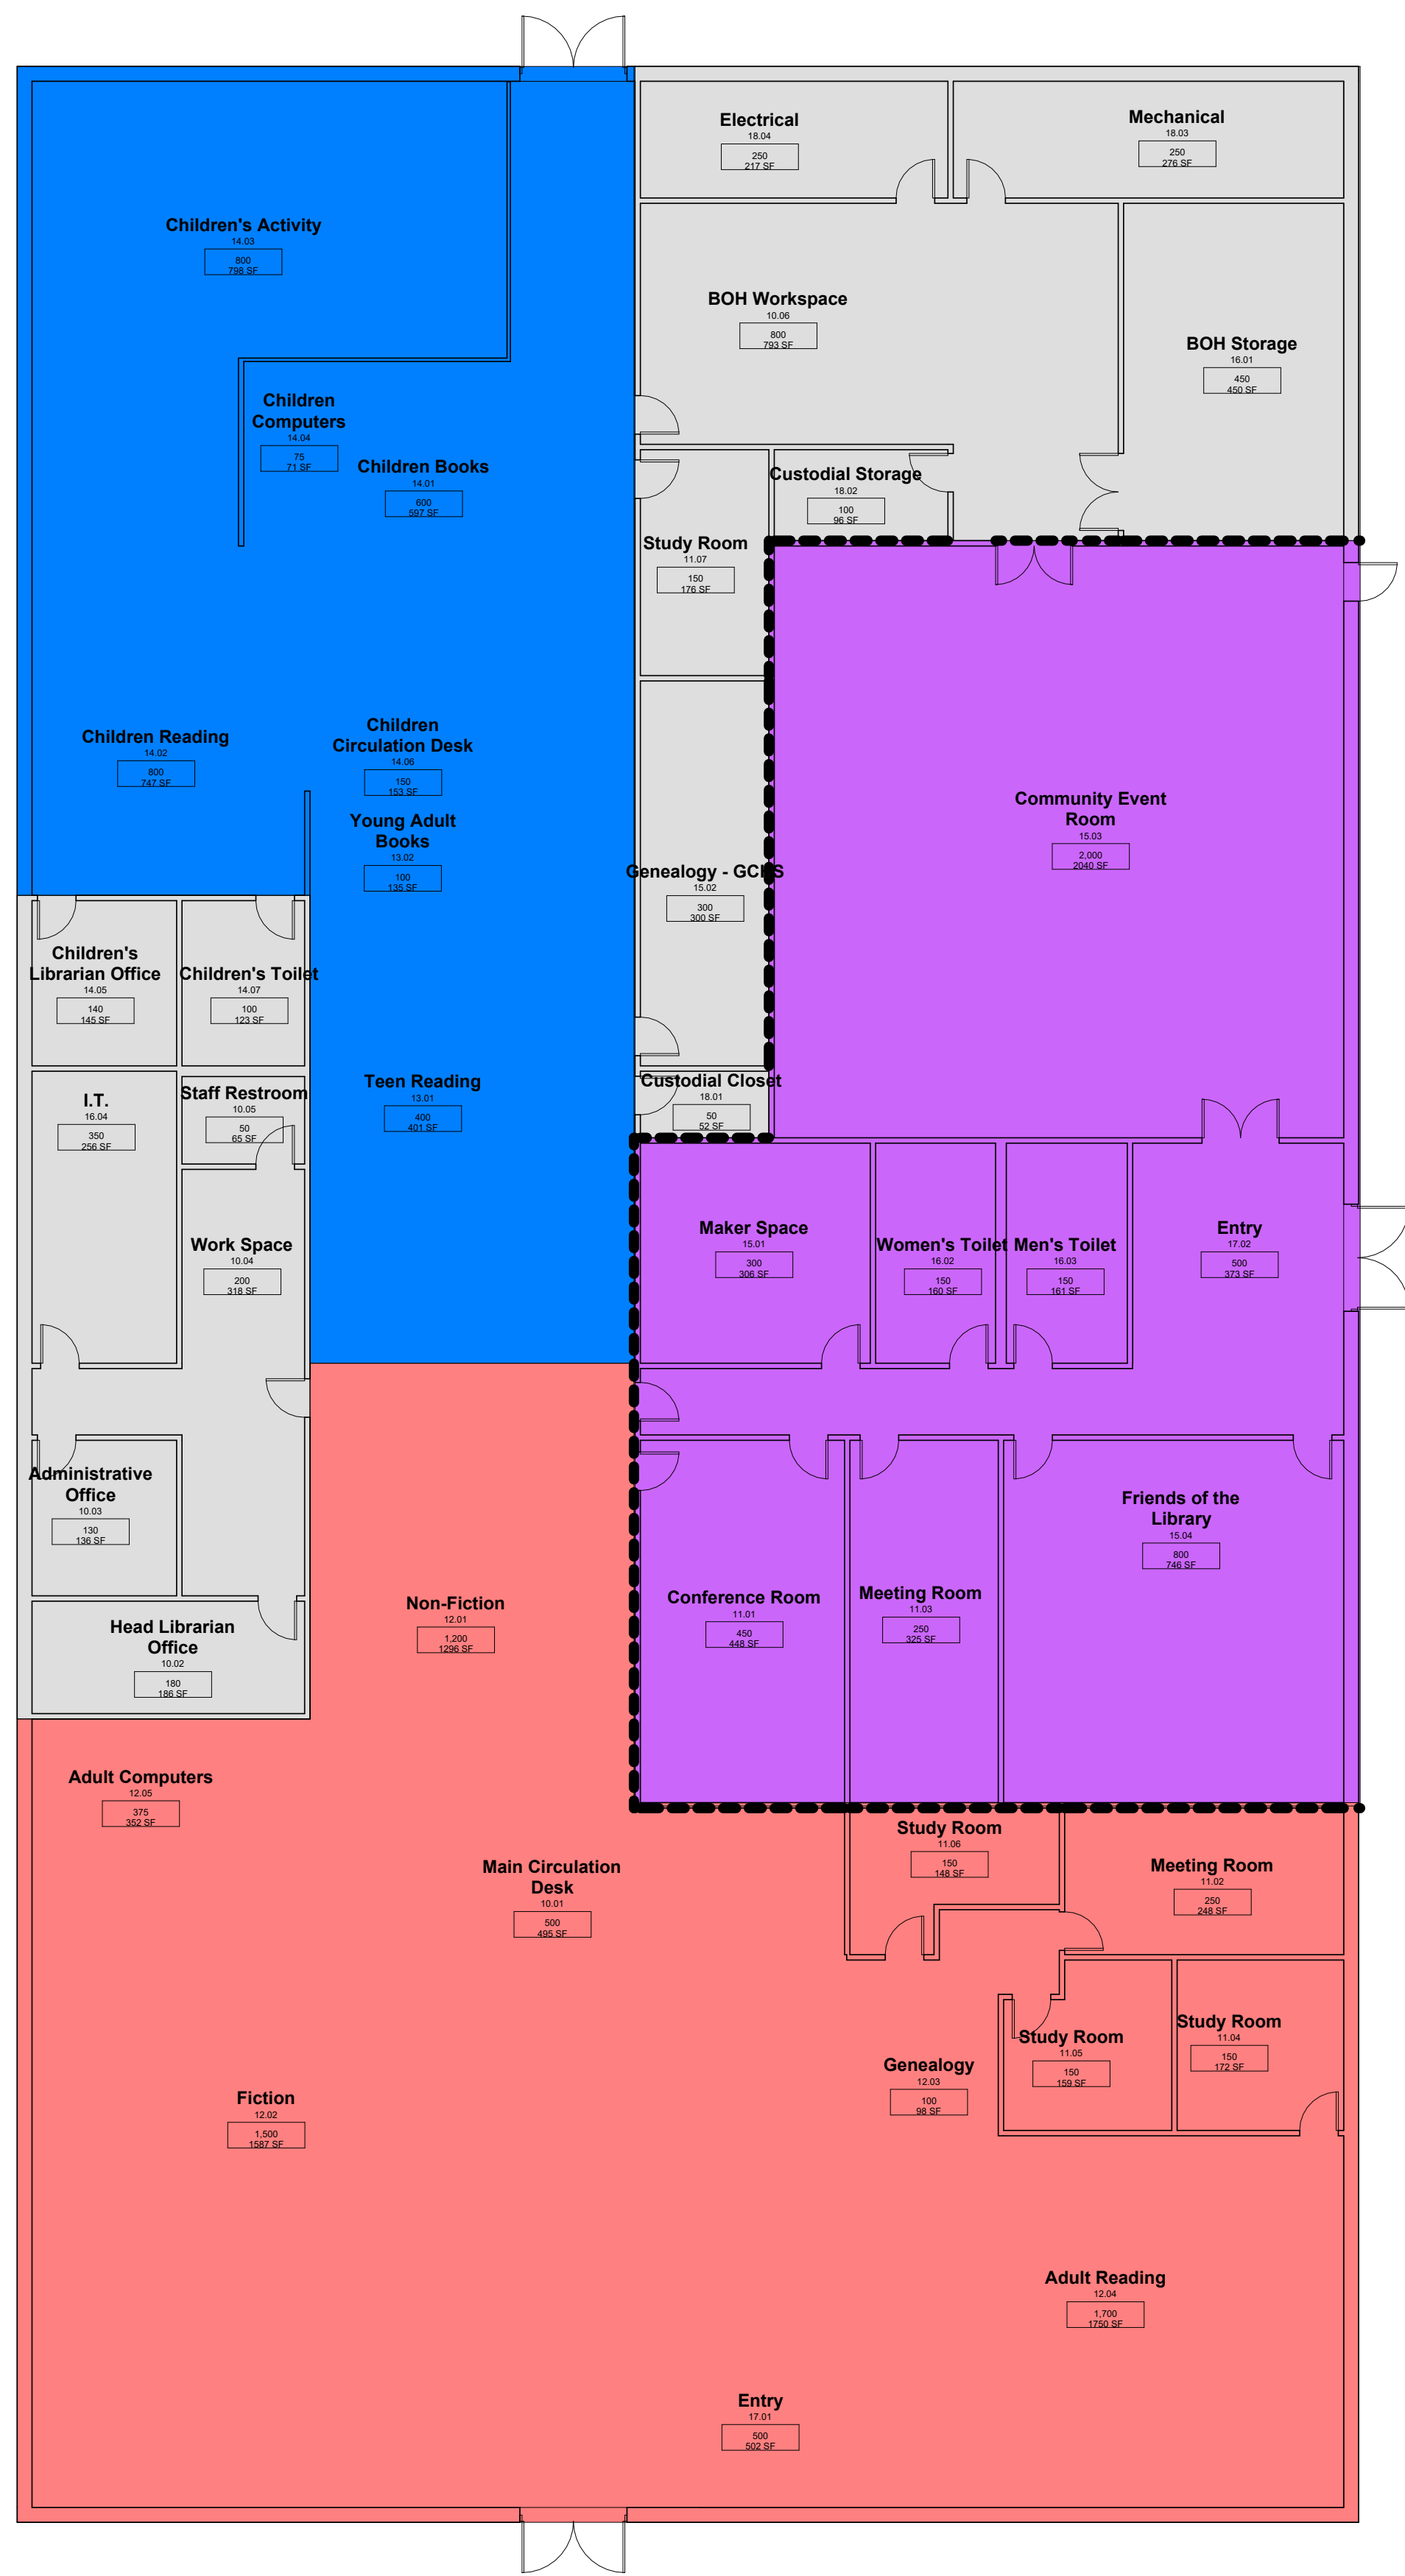 Electrical
18.04
250
217 SF
Mechanical
18.03
250
276 SF
Children's Activity
14.03
800
798 SF
BOH Workspace
10.06
800
793 SF
BOH Storage
16.01
450
450 SF
Children
Computers
14.04
75
71 SF
Children Books
14.01
600
597 SF
Custodial Storage
18.02
100
96 SF
Study Room
11.07
150
176 SF
Children Reading
14.02
800
747 SF
Children
Circulation Desk
14.06
150
153 SF
Young Adult
Books
13.02
100
135 SF
Community Event
Room
15.03
2,000
2040 SF
Genealogy -
15.02
300
300 SF
Children's
Librarian Office
14.05
140
145 SF
Children's Toilet
14.07
100
123 SF
I.T.
16.04
350
256 SF
Staff Restroom
10.05
50
65 SF
Teen Reading
13.01
400
401 SF
Custodial Closet
18.01
50
52 SF
Work Space
10.04
200
318 SF
Maker Space
15.01
300
306 SF
Women's Toilet
16.02
150
160 SF
Men's Toilet
16.03
150
161 SF
Entry
17.02
500
373 SF
Administrative
Office
10.03
130
136 SF
Friends of the
Library
15.04
800
746 SF
Non-Fiction
12.01
1,200
1296 SF
Conference Room
11.01
450
448 SF
Meeting Room
11.03
250
325 SF
Head Librarian
Office
10.02
180
186 SF
Adult Computers
12.05
375
352 SF
Main Circulation
Desk
10.01
500
495 SF
Study Room
11.06
150
148 SF
Meeting Room
11.02
250
248 SF
Study Room
11.05
150
159 SF
Study Room
11.04
150
172 SF
Genealogy
12.03
100
98 SF
Fiction
12.02
1,500
1587 SF
Adult Reading
12.04
1,700
1750 SF
Entry
17.01
500
502 SF